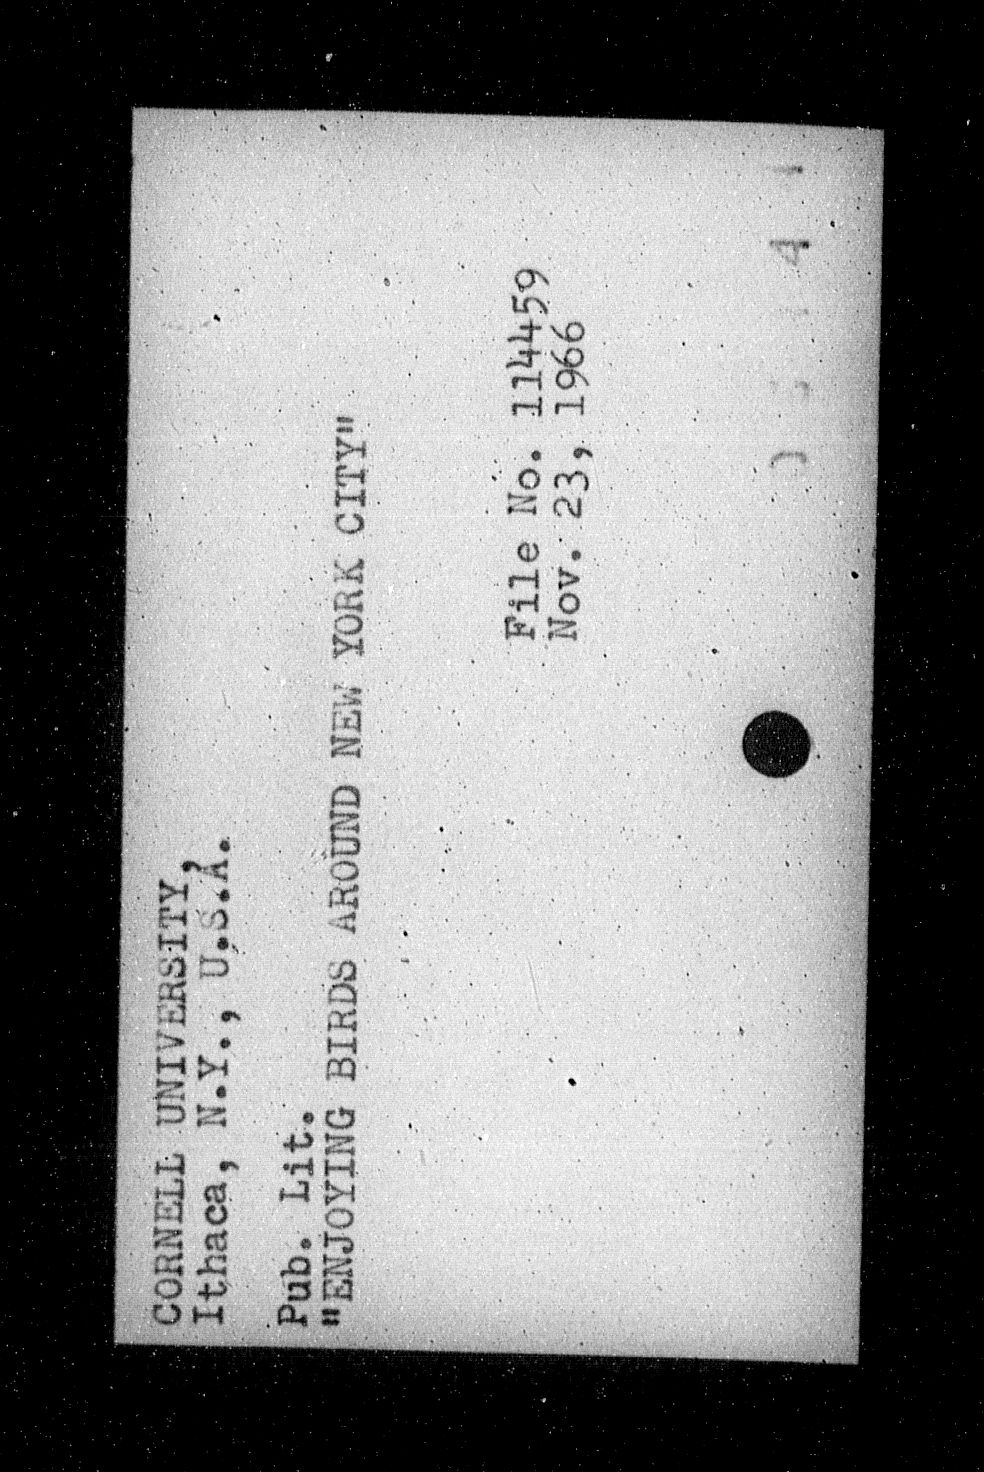 CORNELL UNIVERSITY,
Ithaca, N.Y., U.S.A.
Pub. Lit.
"ENJOYING BIRDS AROUND NEW YORK CITY"
File No. 114459
Nov. 23, 1966